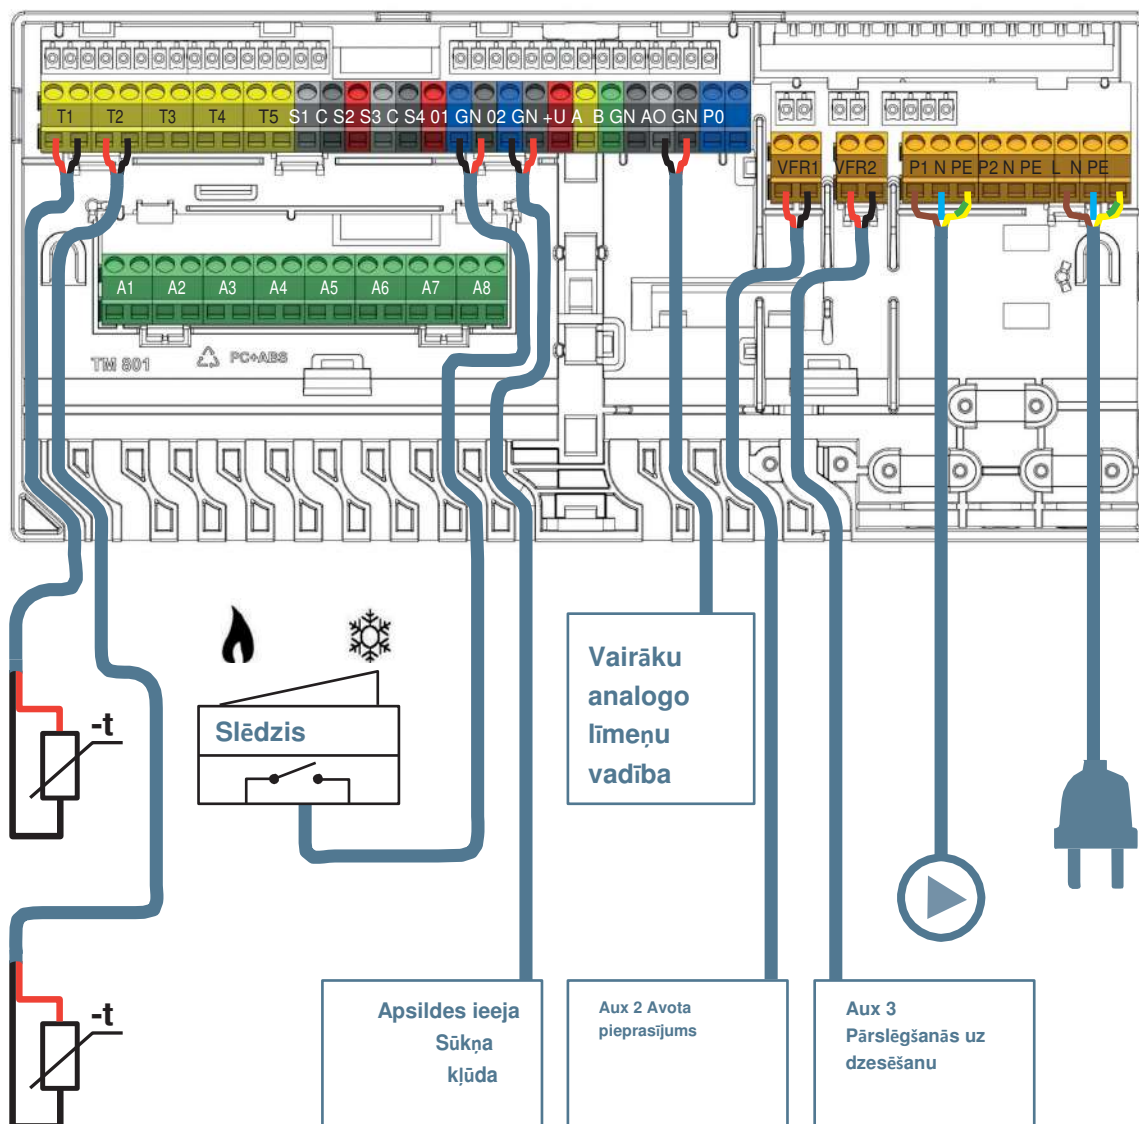 T1 T2 T3 T4 T5 S1 C S2 S3 C S4 01 GN 02 GN +U A B GN AO GN P0
VFR1 VFR2 P1 N PE P2 N PE L N PE
A1 A2 A3 A4 A5 A6 A7 A8
TM 801 PC+ABS
-t
Slēdzis
Vairāku
analogo
līmeņu
vadība
-t
Apsildes ieeja
Sūkņa
kļūda
Aux 2 Avota
pieprasījums
Aux 3
Pārslēgšanās uz
dzesēšanu